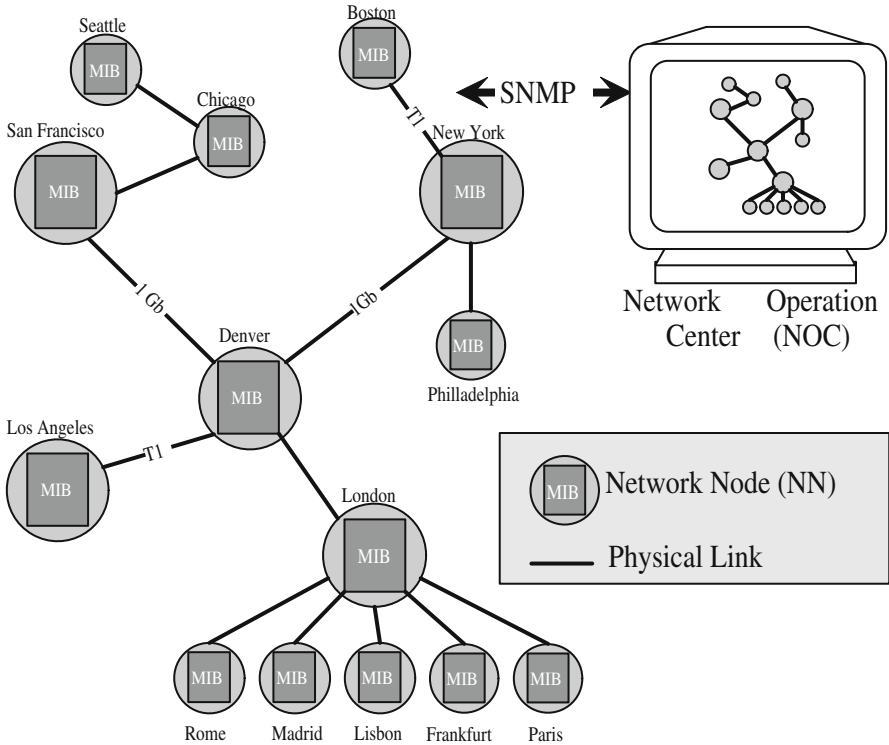 Seattle
MIB
Boston
MIB
SNMP
Chicago
MIB
San Francisco
MIB
T1
New York
MIB
1 Gb
1Gb
Network Operation
Center (NOC)
Denver
MIB
MIB
Philladelphia
Los Angeles
MIB
T1
London
MIB
MIB Network Node (NN)
Physical Link
MIB MIB MIB MIB MIB
Rome Madrid Lisbon Frankfurt Paris